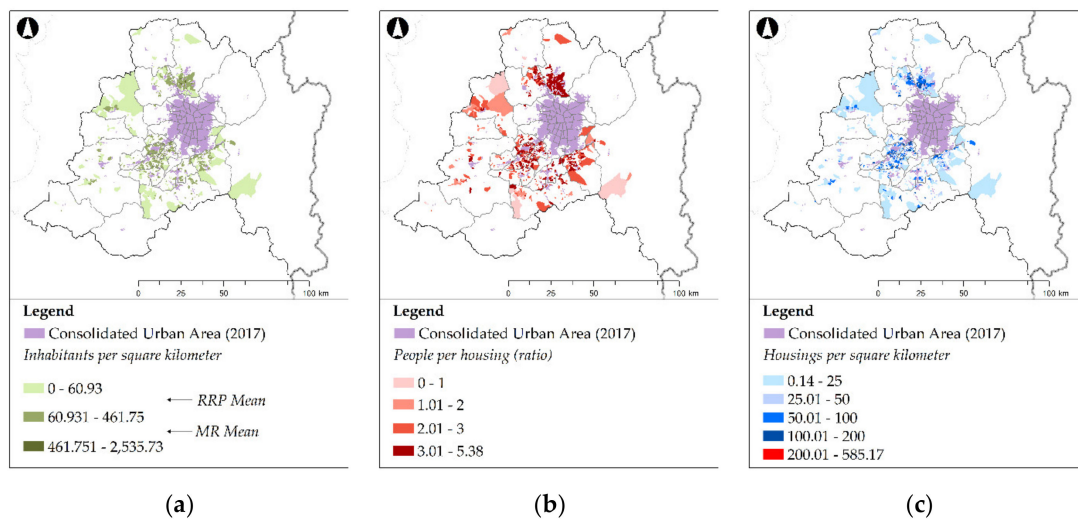 0 25 50 100 km
Legend
Consolidated Urban Area (2017)
Inhabitants per square kilometer
0 - 60.93
RRP Mean
60.931 - 461.75
MR Mean
461.751 - 2,535.73
(a)
0 25 50 100 km
Legend
Consolidated Urban Area (2017)
People per housing (ratio)
0 - 1
1.01 - 2
2.01 - 3
3.01 - 5.38
(b)
0 25 50 100 km
Legend
Consolidated Urban Area (2017)
Housings per square kilometer
0.14 - 25
25.01 - 50
50.01 - 100
100.01 - 200
200.01 - 585.17
(c)